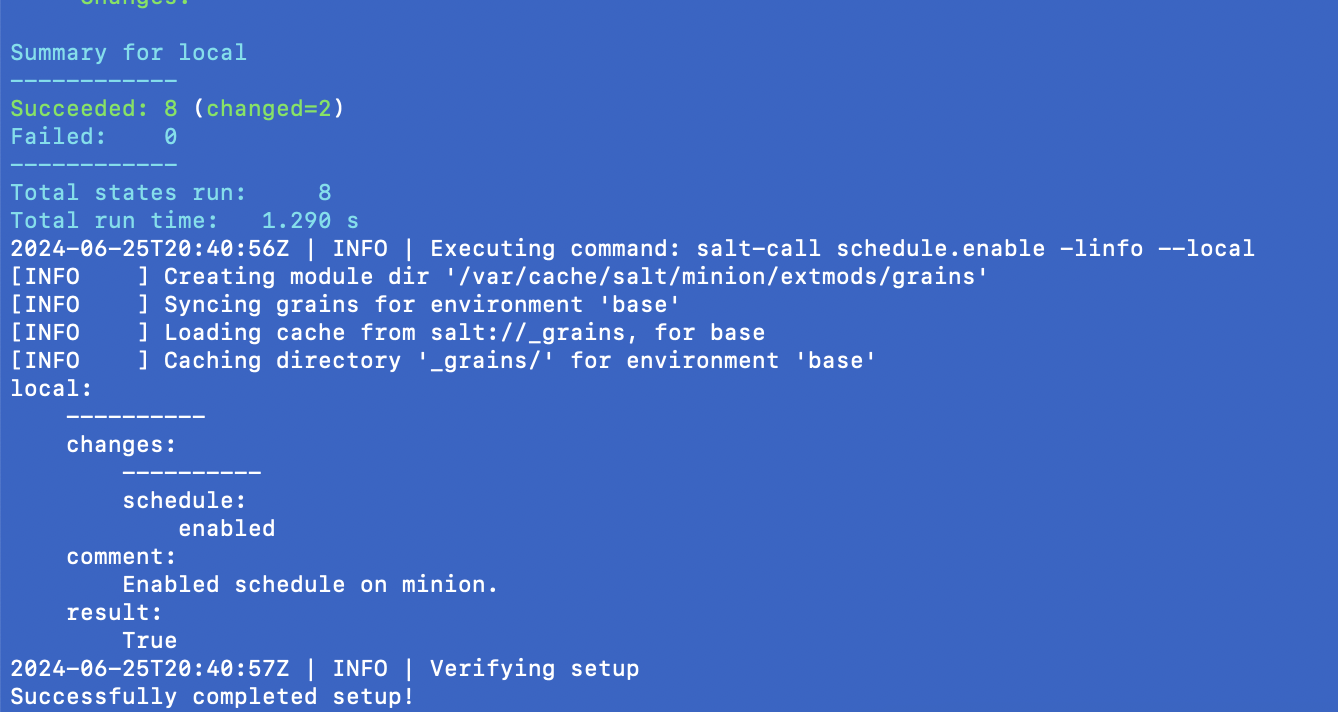 Changes:
Summary for local
------------
Succeeded: 8 (changed=2)
Failed:    0
------------
Total states run:     8
Total run time:   1.290 s
2024-06-25T20:40:56Z | INFO | Executing command: salt-call schedule.enable -linfo --local
[INFO    ] Creating module dir '/var/cache/salt/minion/extmods/grains'
[INFO    ] Syncing grains for environment 'base'
[INFO    ] Loading cache from salt://_grains, for base
[INFO    ] Caching directory '_grains/' for environment 'base'
local:
    ----------
    changes:
        ----------
        schedule:
            enabled
    comment:
        Enabled schedule on minion.
    result:
        True
2024-06-25T20:40:57Z | INFO | Verifying setup
Successfully completed setup!